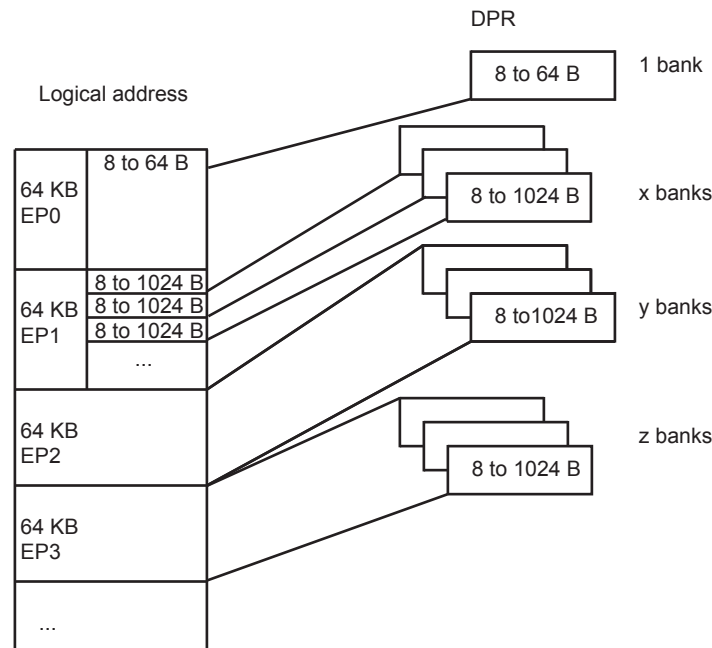 DPR
8 to 64 B
1 bank
Logical address
8 to 64 B
64 KB
EP0
8 to 1024 B
x banks
64 KB
EP1
8 to 1024 B
8 to 1024 B
8 to 1024 B
...
8 to1024 B
y banks
64 KB
EP2
8 to 1024 B
z banks
64 KB
EP3
...